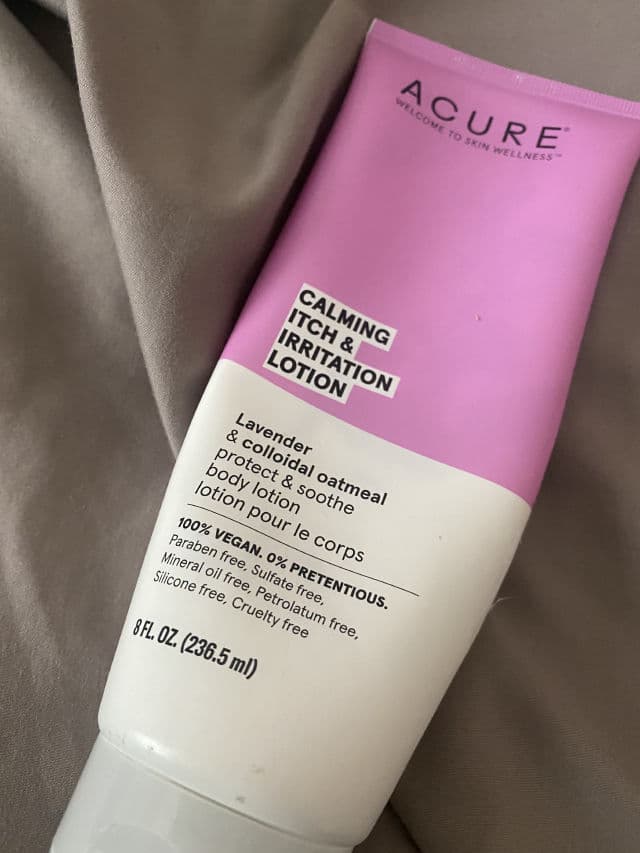 ACURE®
WELCOME TO SKIN WELLNESS™
CALMING
ITCH &
IRRITATION
LOTION
Lavender
& colloidal oatmeal
protect & soothe
body lotion
lotion pour le corps
100% VEGAN. 0% PRETENTIOUS.
Paraben free, Sulfate free,
Mineral oil free, Petrolatum free,
Silicone free, Cruelty free
8 FL. OZ. (236.5 ml)